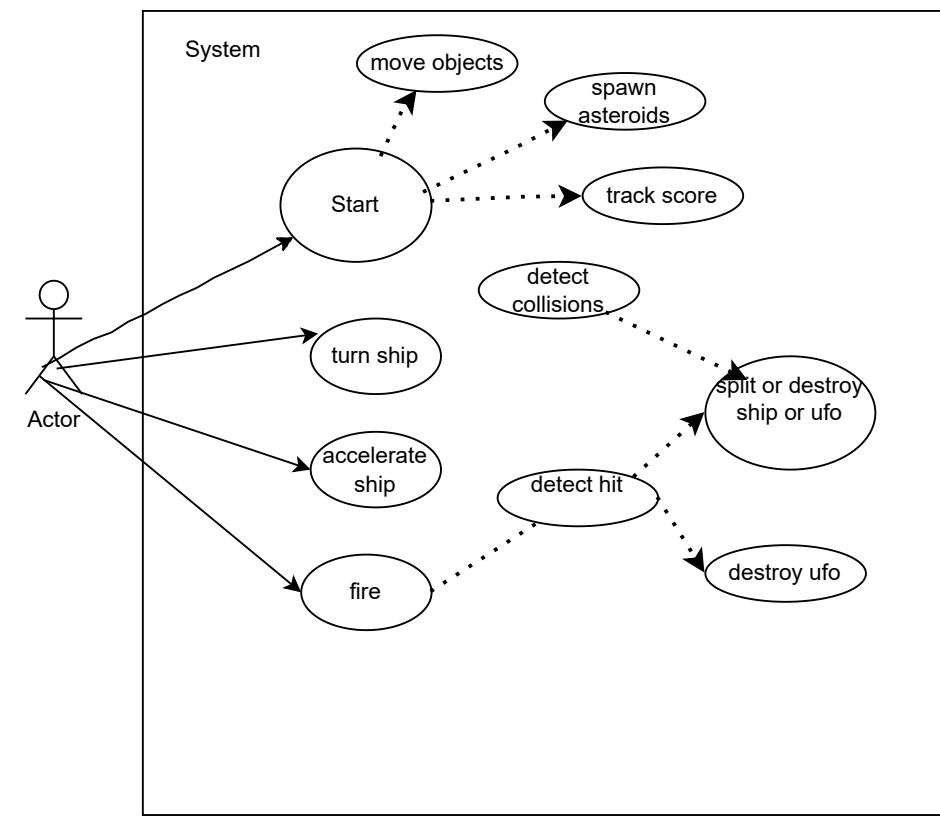 System
move objects
spawn
asteroids
Start
track score
detect
collisions
turn ship
split or destroy
ship or ufo
Actor
accelerate
ship
detect hit
fire
destroy ufo